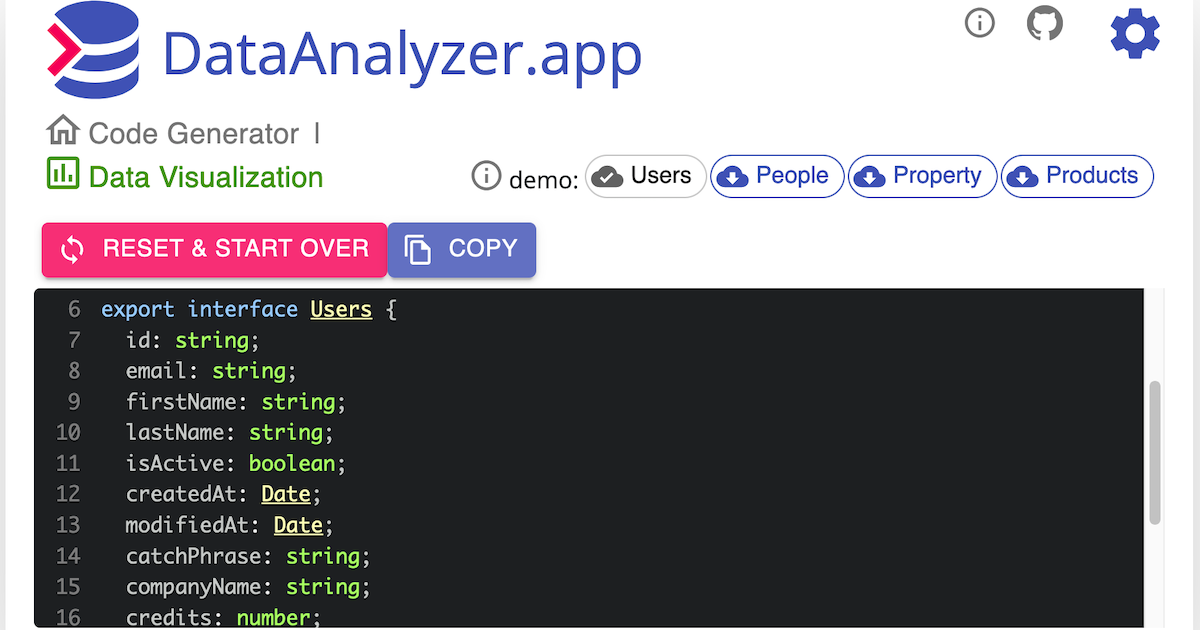 DataAnalyzer.app
Code Generator |
Data Visualization
demo: Users People Property Products
RESET & START OVER COPY
6 export interface Users {
7 id: string;
8 email: string;
9 firstName: string;
10 lastName: string;
11 isActive: boolean;
12 createdAt: Date;
13 modifiedAt: Date;
14 catchPhrase: string;
15 companyName: string;
16 credits: number;